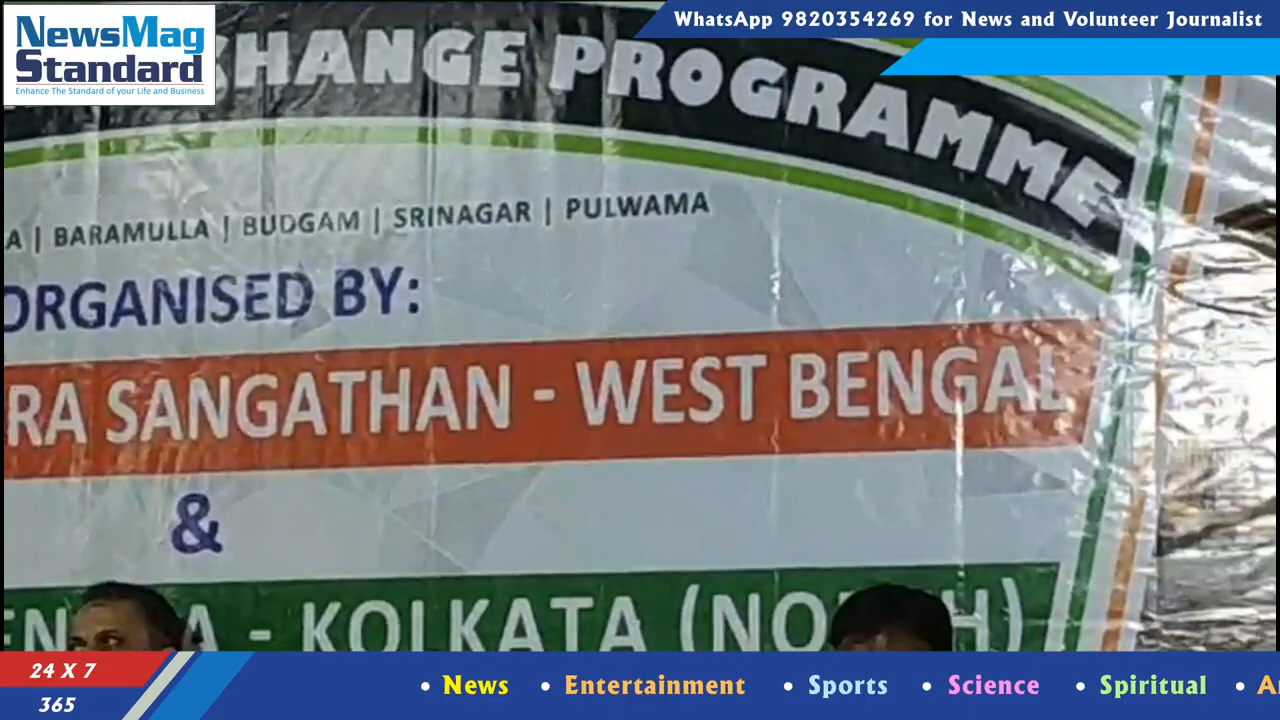 NewsMag
Standard
Enhance The Standard of your Life and Business
WhatsApp 9820354269 for News and Volunteer Journalist
HANGE PROGRAMME
A | BARAMULLA | BUDGAM | SRINAGAR | PULWAMA
ORGANISED BY:
RA SANGATHAN - WEST BENGAL
&
- KOLKATA (NORTH)
24 X 7
365
• News • Entertainment • Sports • Science • Spiritual •